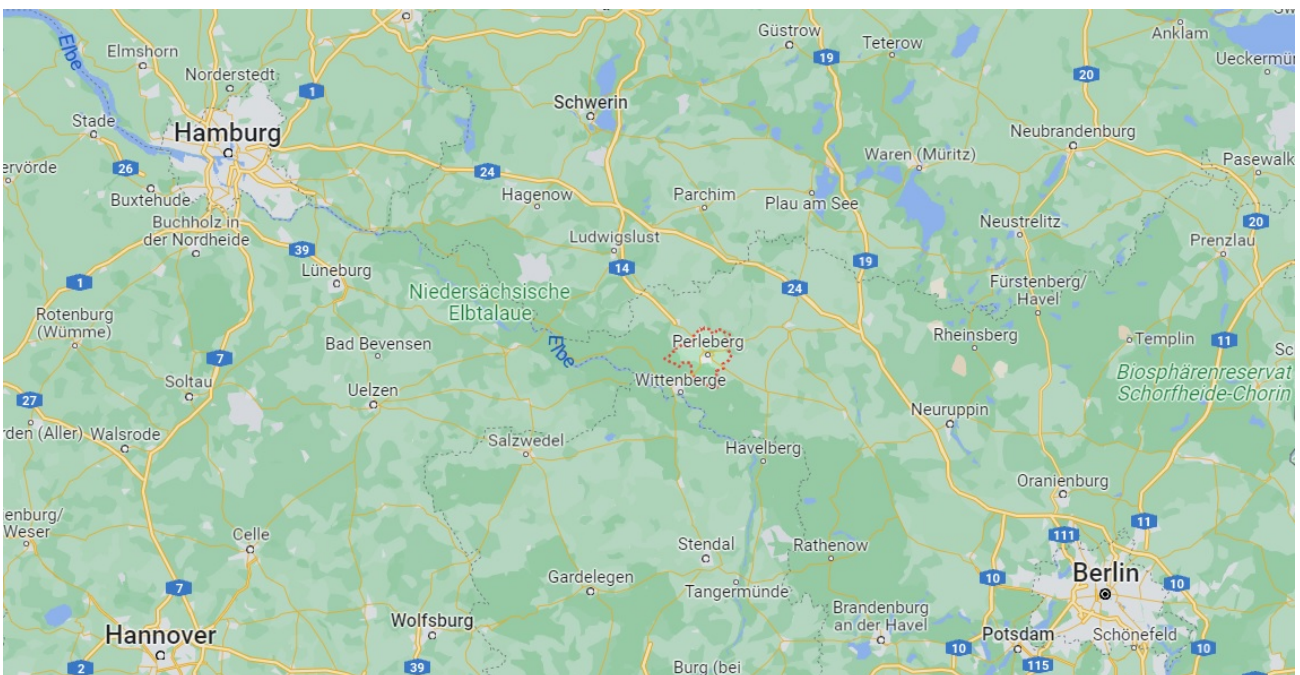 Elbe
Elmshorn
Norderstedt
1
Stade
Hamburg
26
Buxtehude
Buchholz in
der Nordheide
39
1
Lüneburg
Rotenburg
(Wümme)
7
Soltau
27
Walsrode
Bad Bevensen
Uelzen
Celle
7
Hannover
2
Wolfsburg
39
Güstrow
19
Teterow
Anklam
20
Schwerin
24
Hagenow
Parchim
Plau am See
Waren (Müritz)
Neubrandenburg
Neustrelitz
20
Prenzlau
Ludwigslust
14
24
19
Fürstenberg/
Havel
Niedersächsische
Elbtalaue
Elbe
Perleberg
Wittenberge
Rheinsberg
Templin
11
Biosphärenreservat
Schorfheide-Chorin
Neuruppin
Salzwedel
Havelberg
Oranienburg
11
111
Stendal
Rathenow
Gardelegen
Tangermünde
10
Berlin
10
Brandenburg
an der Havel
Potsdam
Schönefeld
10
10
115
Burg (bei
ervörde
rden (Aller)
enburg/
Weser
Ueckermün
Pasewalk